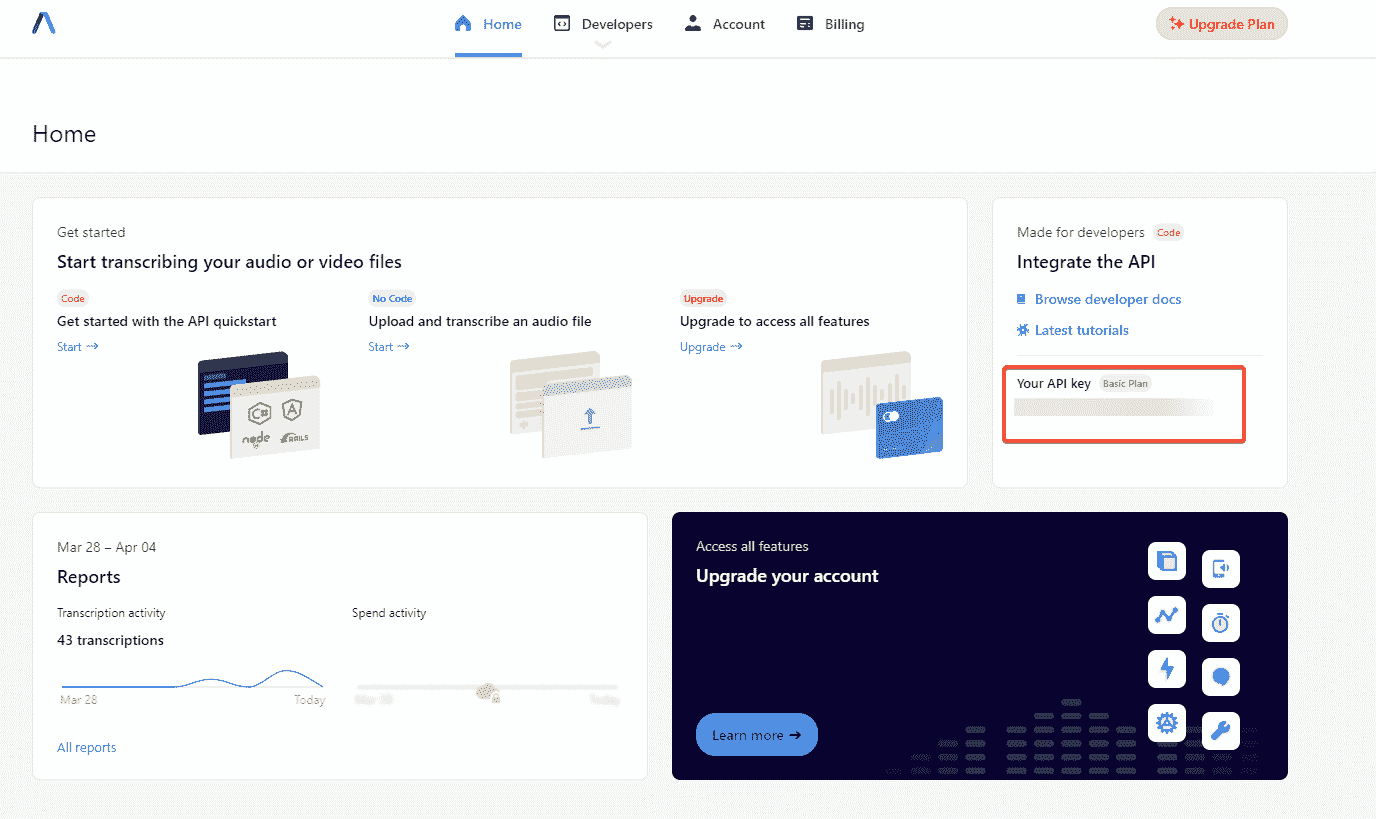 Home
Developers
Account
Billing
Upgrade Plan
Home
Get started
Start transcribing your audio or video files
Code
Get started with the API quickstart
Start
No Code
Upload and transcribe an audio file
Start
Upgrade
Upgrade to access all features
Upgrade
C#
node
RAILS
Made for developers Code
Integrate the API
Browse developer docs
Latest tutorials
Your API key Basic Plan
Mar 28 – Apr 04
Reports
Transcription activity
43 transcriptions
Mar 28 Today
Spend activity
Mar 28 Today
All reports
Access all features
Upgrade your account
Learn more